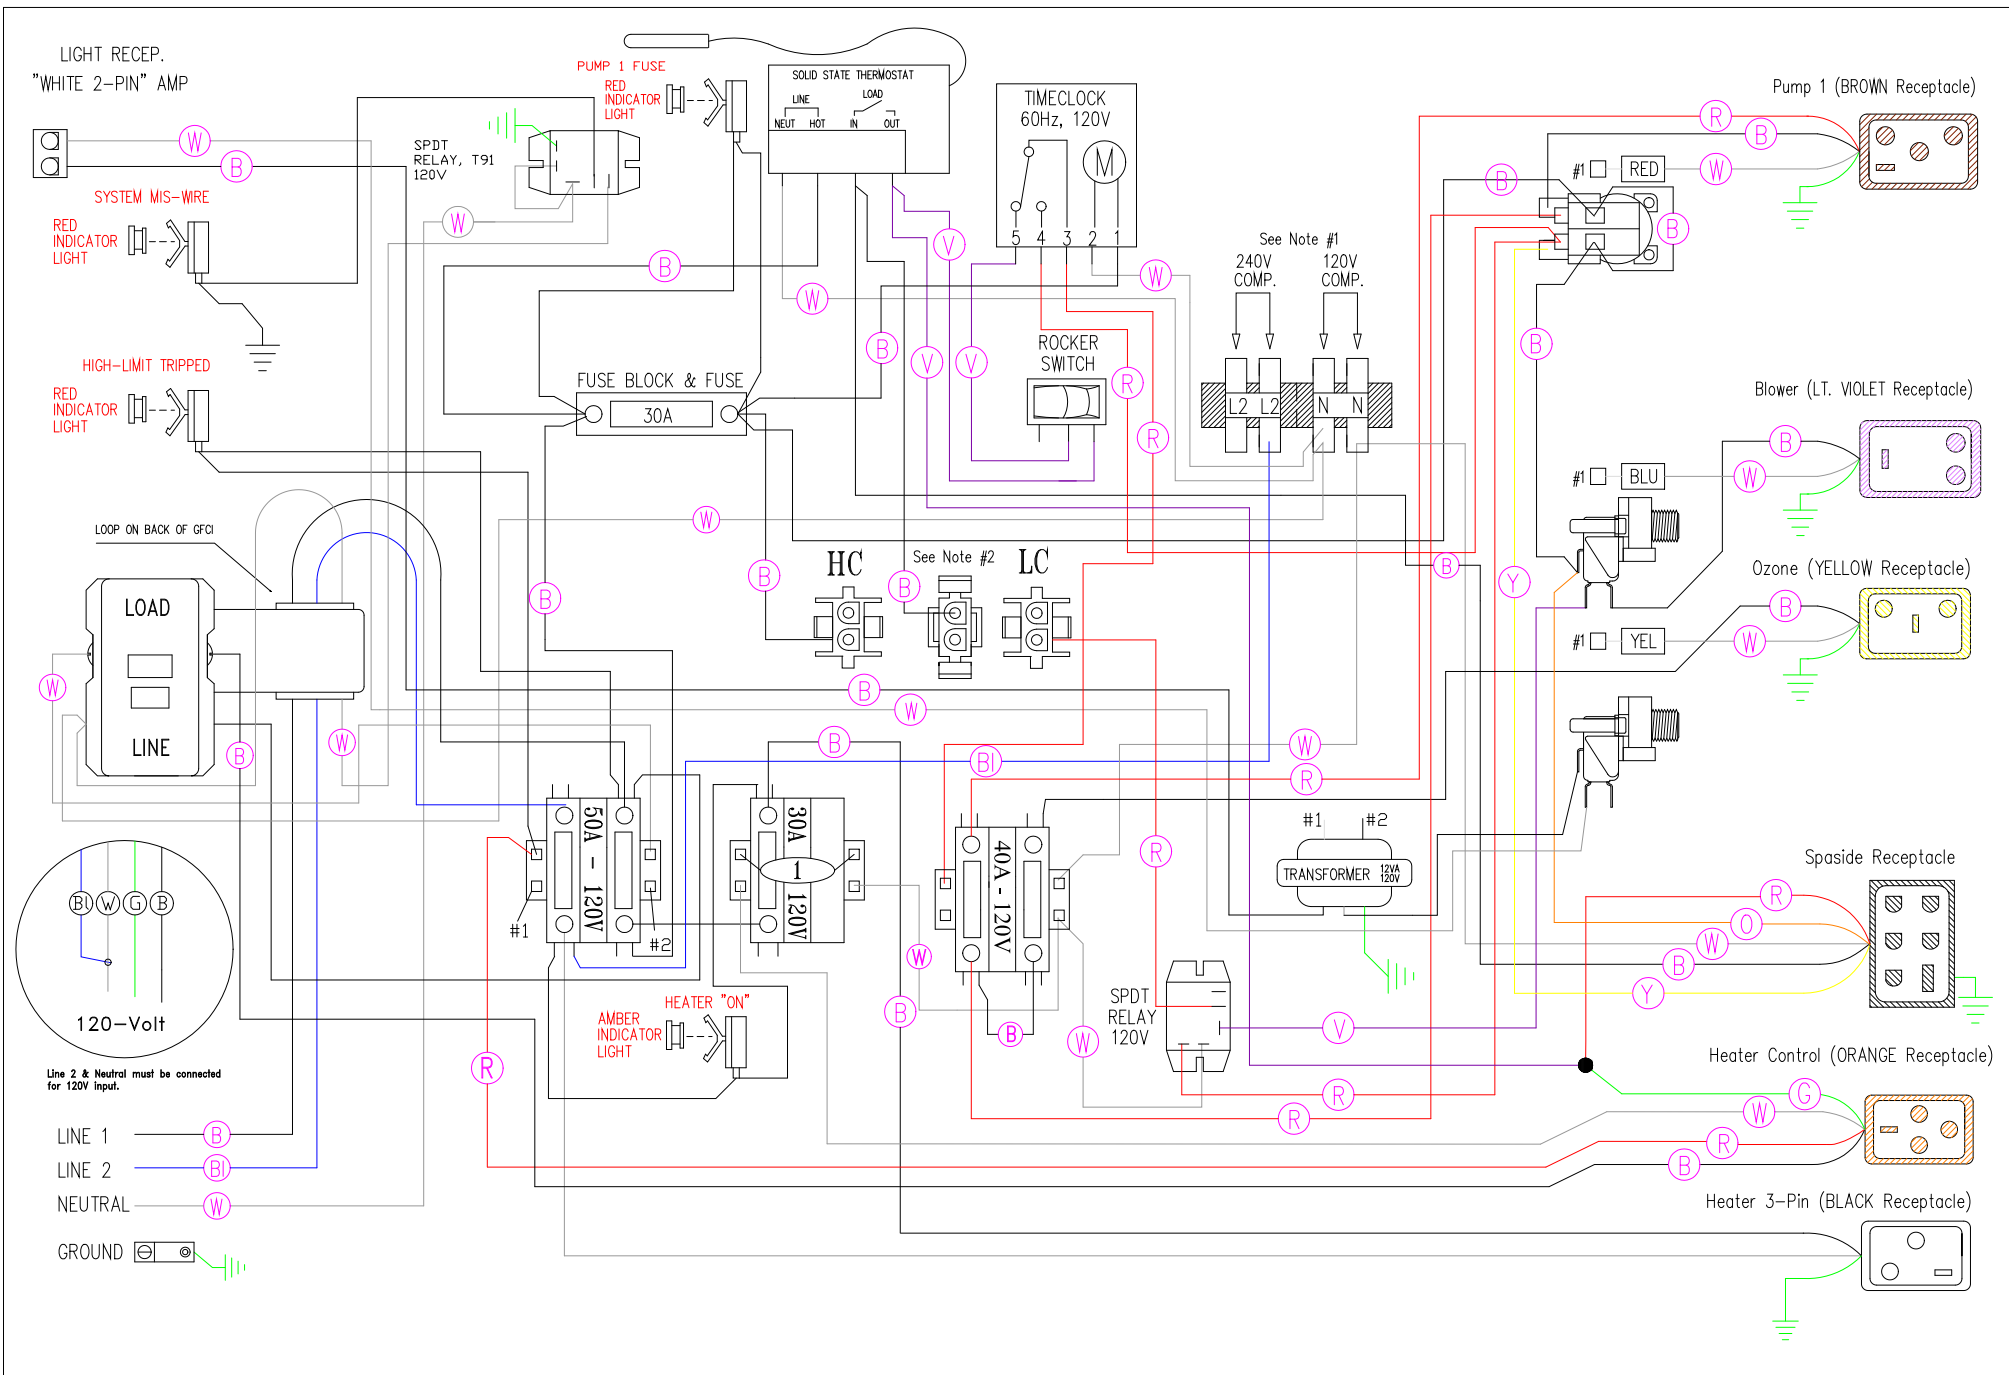 LIGHT RECEP.
"WHITE 2-PIN" AMP
W
B
SYSTEM MIS-WIRE
RED
INDICATOR
LIGHT
HIGH-LIMIT TRIPPED
RED
INDICATOR
LIGHT
SPDT
RELAY, T91
120V
W
PUMP 1 FUSE
RED
INDICATOR
LIGHT
SOLID STATE THERMOSTAT
LINE
LOAD
NEUT HOT IN OUT
B
W
V
B
V
V
TIMECLOCK
60Hz, 120V
M
5 4 3 2 1
W
ROCKER
SWITCH
R
R
See Note #1
240V
COMP.
120V
COMP.
L2 L2 N N
FUSE BLOCK & FUSE
30A
Pump 1 (BROWN Receptacle)
R
B
#1 RED W
B
B
B
Blower (LT. VIOLET Receptacle)
B
#1 BLU W
Ozone (YELLOW Receptacle)
B
#1 YEL W
Y
B
LOOP ON BACK OF GFCI
LOAD
LINE
W
B
W
W
B
B
HC
See Note #2
LC
B
B
W
B
Bl
W
R
50A - 120V
#1
#2
30A 120V
1
W
40A - 120V
B
B
W
R
#1 #2
TRANSFORMER 12VA
120V
Bl W G B
120-Volt
Line 2 & Neutral must be connected
for 120V input.
HEATER "ON"
AMBER
INDICATOR
LIGHT
R
SPDT
RELAY
120V
V
R
R
Spaside Receptacle
R
O
W
B
Y
Heater Control (ORANGE Receptacle)
G
W
R
B
Heater 3-Pin (BLACK Receptacle)
LINE 1 B
LINE 2 Bl
NEUTRAL W
GROUND